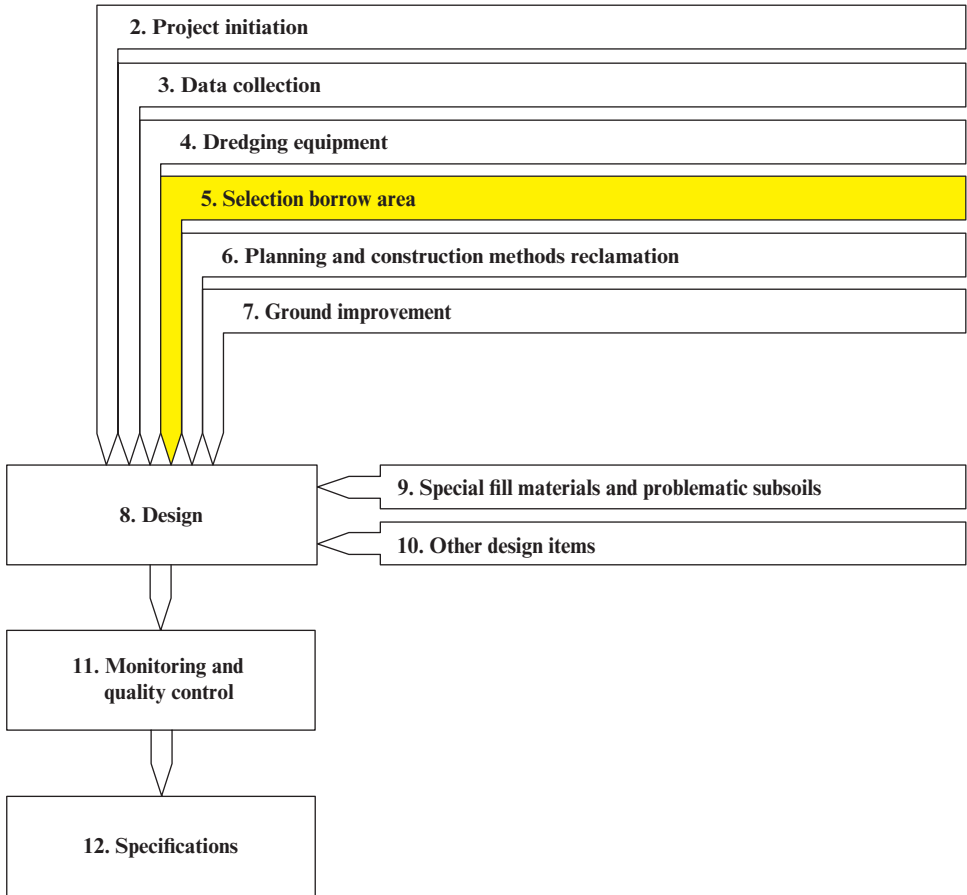 2. Project initiation
3. Data collection
4. Dredging equipment
5. Selection borrow area
6. Planning and construction methods reclamation
7. Ground improvement
8. Design
9. Special fill materials and problematic subsoils
10. Other design items
11. Monitoring and
quality control
12. Specifications